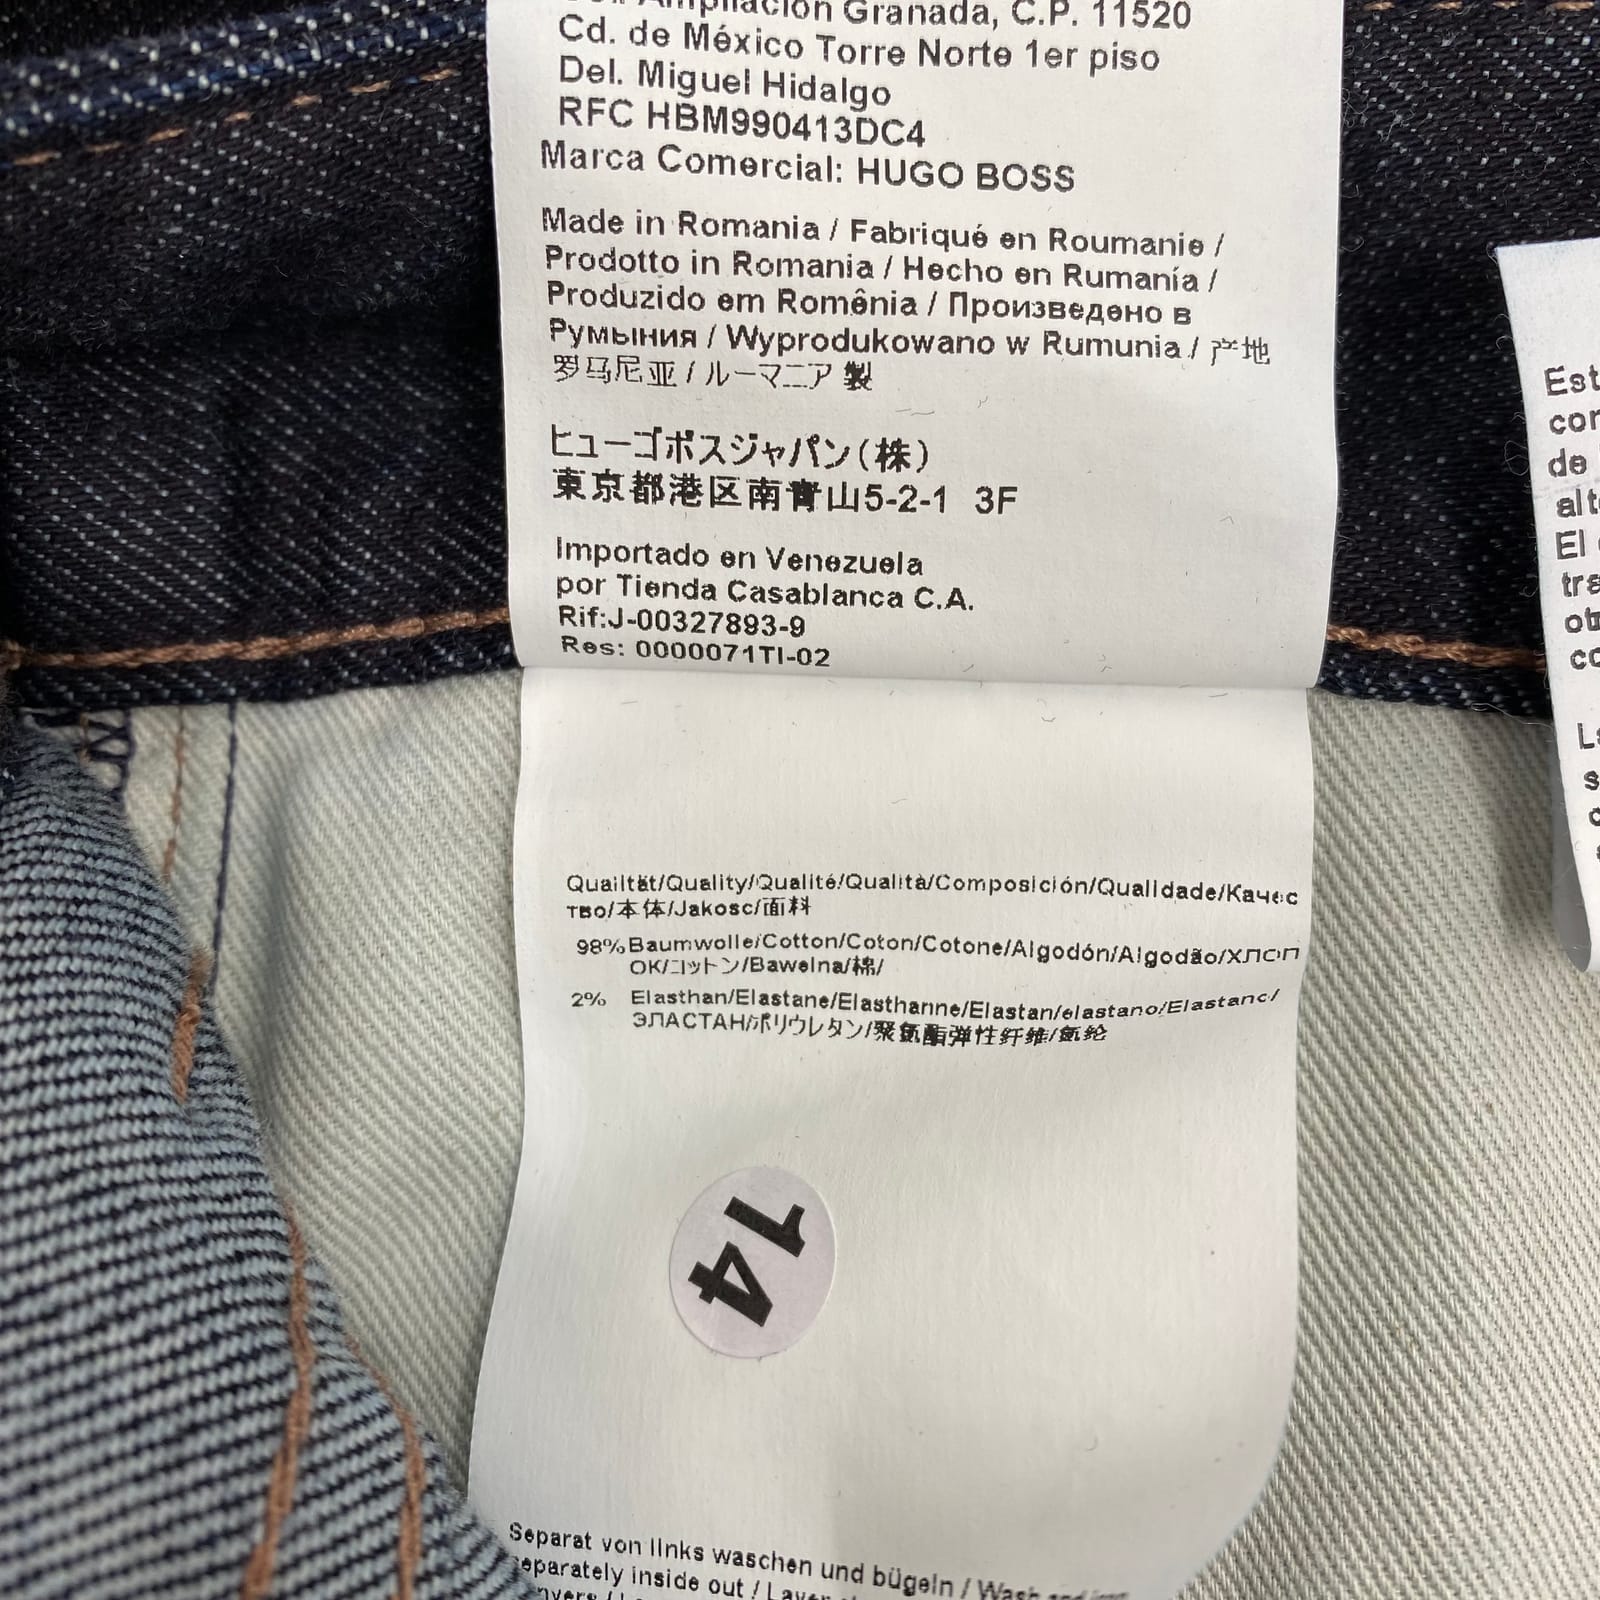 Ampliación Granada, C.P. 11520
Cd. de México Torre Norte 1er piso
Del. Miguel Hidalgo
RFC HBM990413DC4
Marca Comercial: HUGO BOSS
Made in Romania / Fabriqué en Roumanie /
Prodotto in Romania / Hecho en Rumanía /
Produzido em Romênia / Произведено в
Румыния / Wyprodukowano w Rumunia / 产地
罗马尼亚 / ルーマニア 製
ヒューゴボスジャパン(株)
東京都港区南青山5-2-1 3F
Importado en Venezuela
por Tienda Casablanca C.A.
Rif:J-00327893-9
Res: 0000071TI-02
Quailtät/Quality/Qualité/Qualità/Composición/Qualidade/Качес
тво/本体/Jakosc/面料
98% Baumwolle/Cotton/Coton/Cotone/Algodón/Algodão/ХЛОП
ОК/コットン/Bawelna/棉/
2% Elasthan/Elastane/Elasthanne/Elastan/elastano/Elastanc/
ЭЛАСТАН/ポリウレタン/聚氨酯弹性纤维/氨纶
14
Separat von links waschen und bügeln / Wash and iron
separately inside out /
Est
de
El